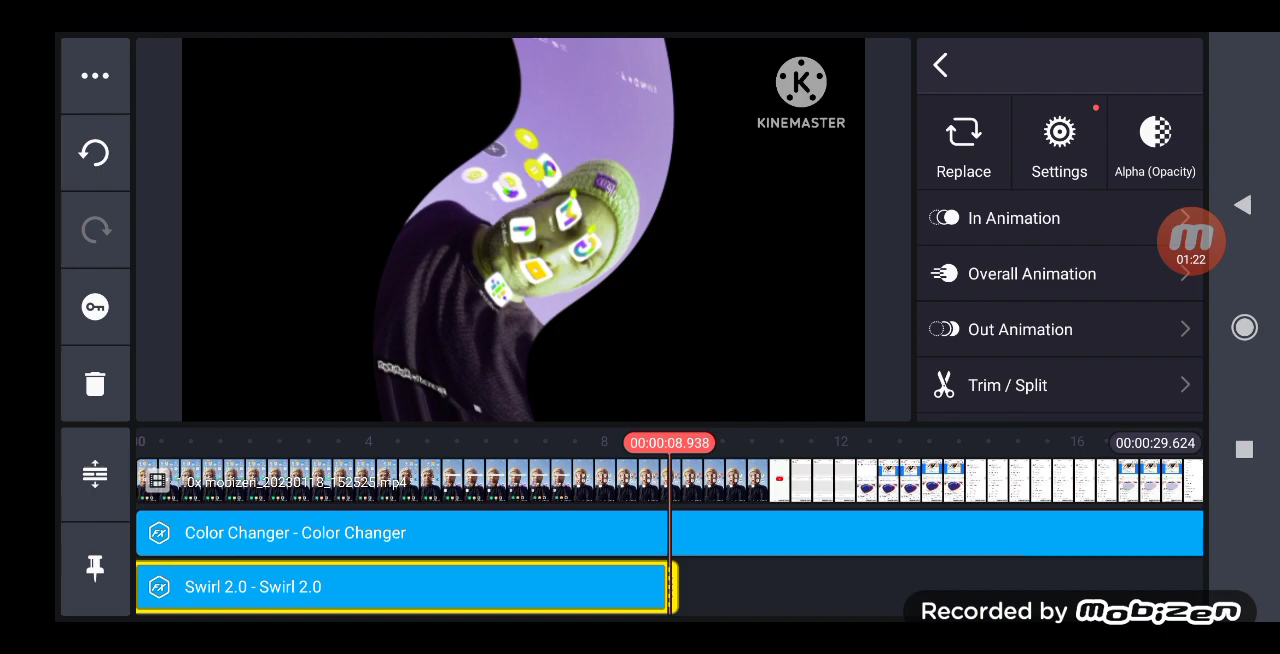 KINEMASTER
Replace
Settings
Alpha (Opacity)
In Animation
01:22
Overall Animation
Out Animation
Trim / Split
4
8
00:00:08.938
12
16
00:00:29.624
1.0x mobizen_20230113_152525.mp4
Color Changer - Color Changer
Swirl 2.0 - Swirl 2.0
Recorded by mobizen